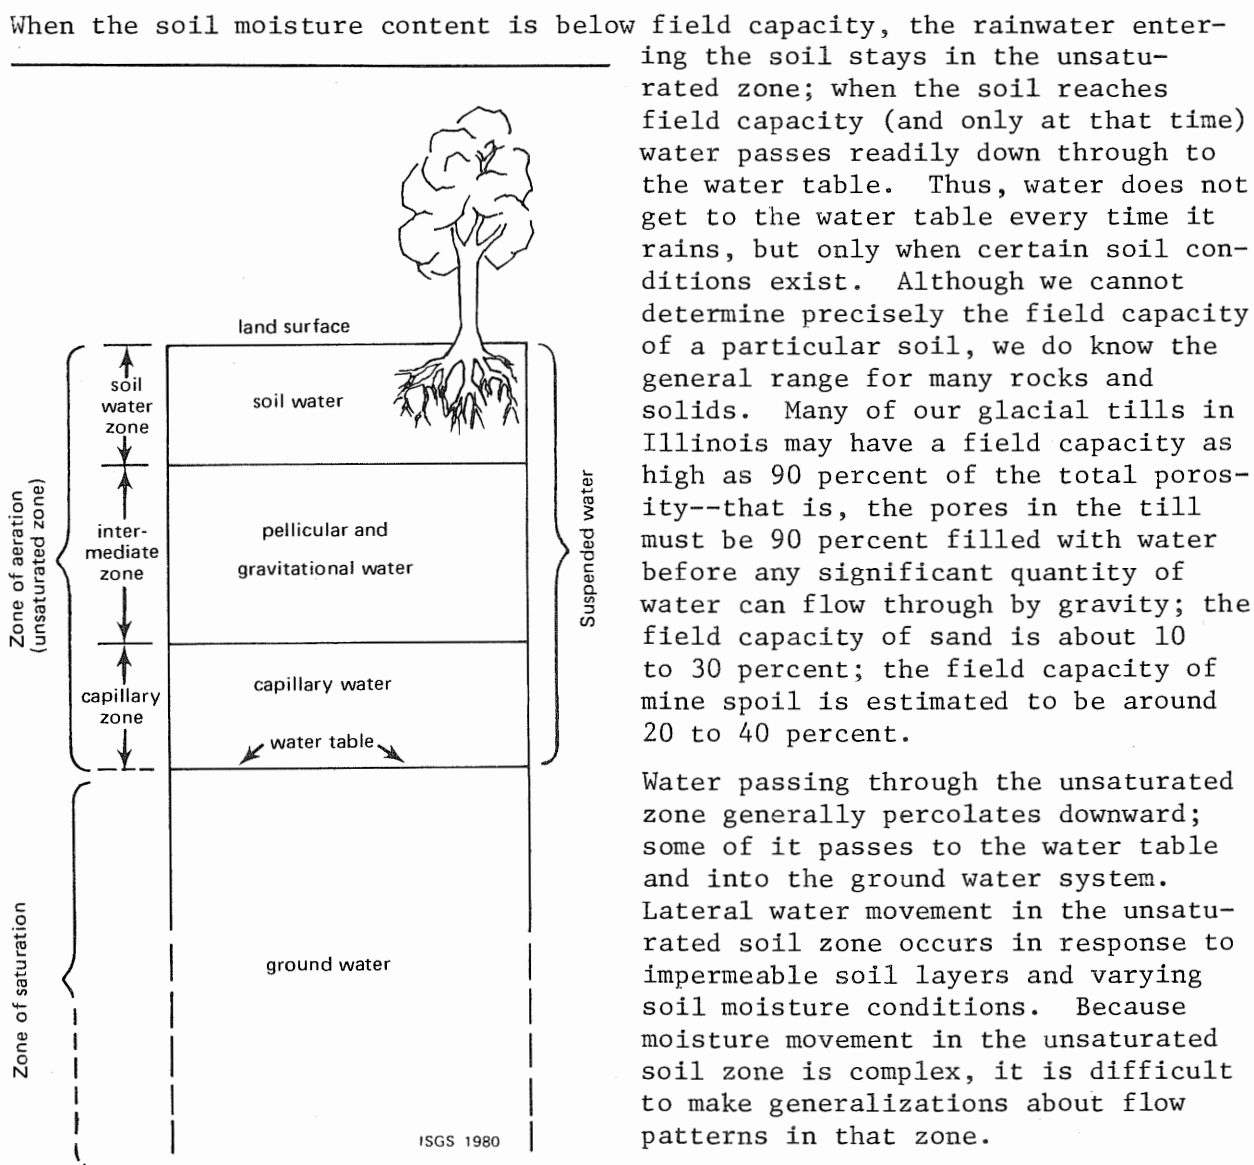 When the soil moisture content is below field capacity, the rainwater enter-
ing the soil stays in the unsatu-
rated zone; when the soil reaches
field capacity (and only at that time)
water passes readily down through to
the water table. Thus, water does not
get to the water table every time it
rains, but only when certain soil con-
ditions exist. Although we cannot
determine precisely the field capacity
of a particular soil, we do know the
general range for many rocks and
solids. Many of our glacial tills in
Illinois may have a field capacity as
high as 90 percent of the total poros-
ity--that is, the pores in the till
must be 90 percent filled with water
before any significant quantity of
water can flow through by gravity; the
field capacity of sand is about 10
to 30 percent; the field capacity of
mine spoil is estimated to be around
20 to 40 percent.
Water passing through the unsaturated
zone generally percolates downward;
some of it passes to the water table
and into the ground water system.
Lateral water movement in the unsatu-
rated soil zone occurs in response to
impermeable soil layers and varying
soil moisture conditions. Because
moisture movement in the unsaturated
soil zone is complex, it is difficult
to make generalizations about flow
patterns in that zone.
land surface
soil
water
zone
soil water
Zone of aeration
(unsaturated zone)
inter-
mediate
zone
pellicular and
gravitational water
Suspended water
capillary
zone
capillary water
water table
Zone of saturation
ground water
ISGS 1980